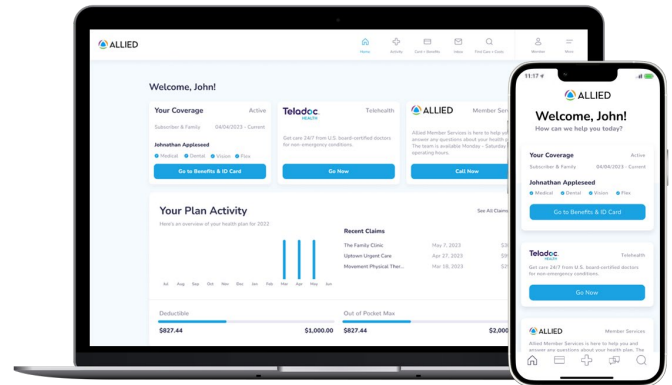 ALLIED
Home
Activity
Care + Benefits
Inbox
Find Care + Costs
Member
More
Welcome, John!
Your Coverage
Active
Subscriber & Family
04/04/2023 - Current
Johnathan Appleseed
Medical
Dental
Vision
Flex
Go to Benefits & ID Card
Teladoc
HEALTH
Telehealth
Get care 24/7 from U.S. board-certified doctors
for non-emergency conditions.
Go Now
ALLIED
Member Ser
Allied Member Services is here to help you
answer any questions about your health
The team is available Monday - Saturday
operating hours.
Call Now
Your Plan Activity
Here's an overview of your health plan for 2022
See All Claims
Jul Aug Sep Oct Nov Dec Jan Feb Mar Apr May Jun
Recent Claims
The Family Clinic May 7, 2023
Uptown Urgent Care Apr 27, 2023
Movement Physical Ther... Mar 18, 2023
Deductible
$827.44 $1,000.00
Out of Pocket Max
$827.44 $2,000
11:17
ALLIED
Welcome, John!
How can we help you today?
Your Coverage
Active
Subscriber & Family
04/04/2023 - Current
Johnathan Appleseed
Medical
Dental
Vision
Flex
Go to Benefits & ID Card
Teladoc
HEALTH
Telehealth
Get care 24/7 from U.S. board-certified doctors
for non-emergency conditions.
Go Now
ALLIED
Member Services
Allied Member Services is here to help you and
answer any questions about your health plan. The